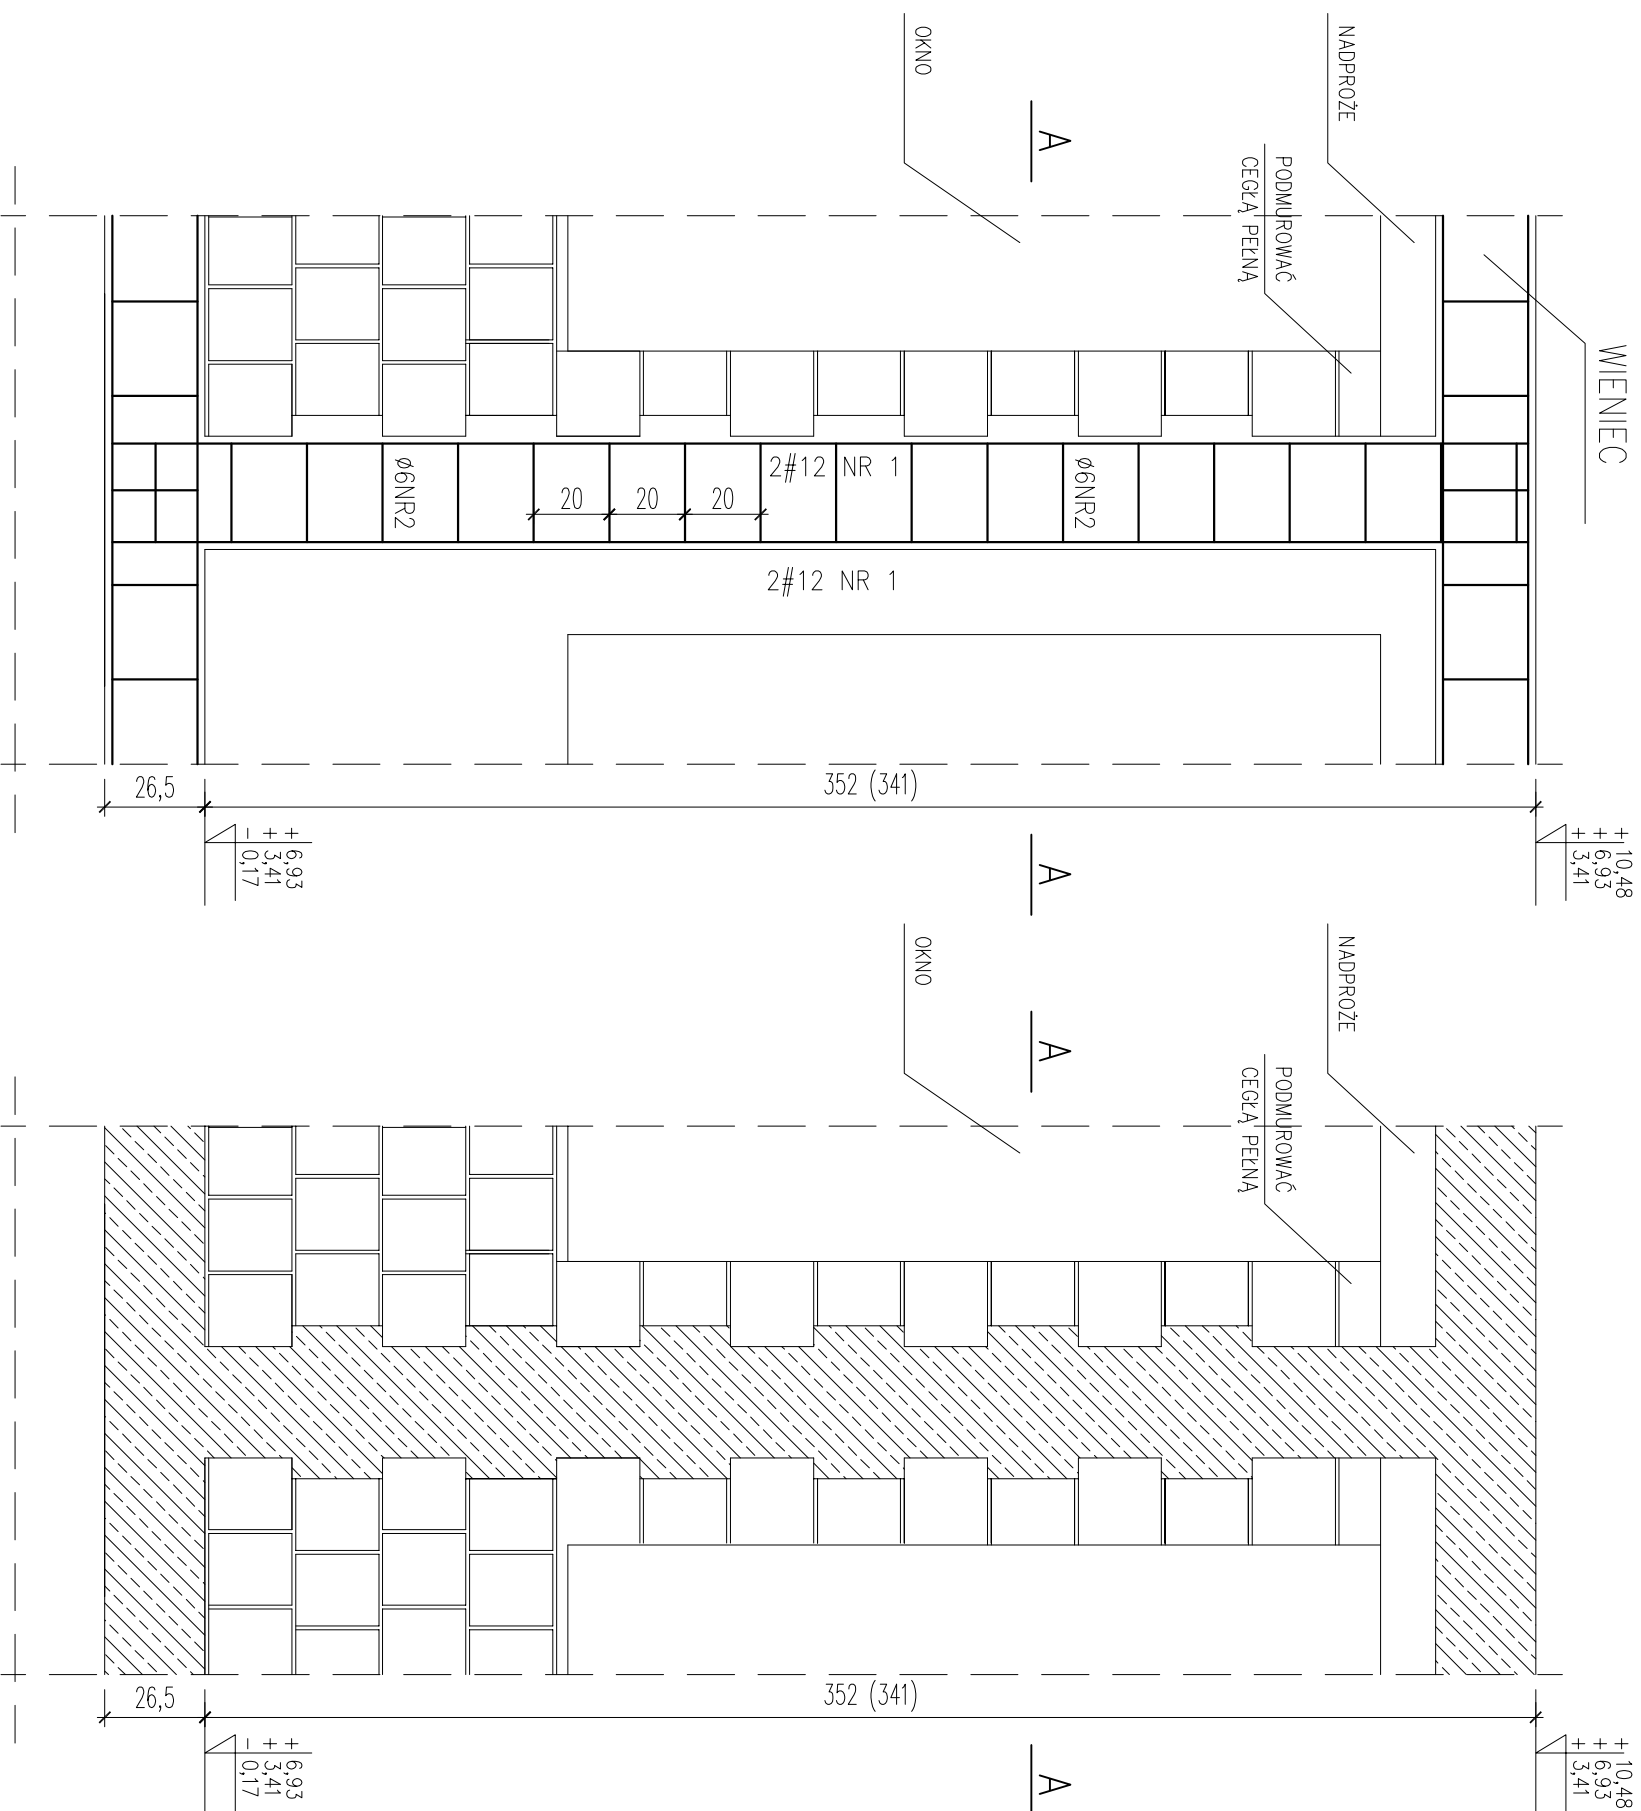 WIENIEC
NADPROŻE
PODMUROWAĆ
CEGŁĄ PEŁNĄ
OKNO
A
Ø6NR2
20
20
20
2#12 NR 1
Ø6NR2
2#12 NR 1
26,5
352 (341)
+ 10,48
+ 6,93
+ 3,41
+ 6,93
+ 3,41
- 0,17
A
NADPROŻE
PODMUROWAĆ
CEGŁĄ PEŁNĄ
OKNO
A
26,5
352 (341)
+ 10,48
+ 6,93
+ 3,41
+ 6,93
+ 3,41
- 0,17
A